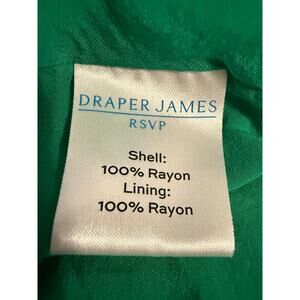 DRAPER JAMES
RSVP
Shell:
100% Rayon
Lining:
100% Rayon